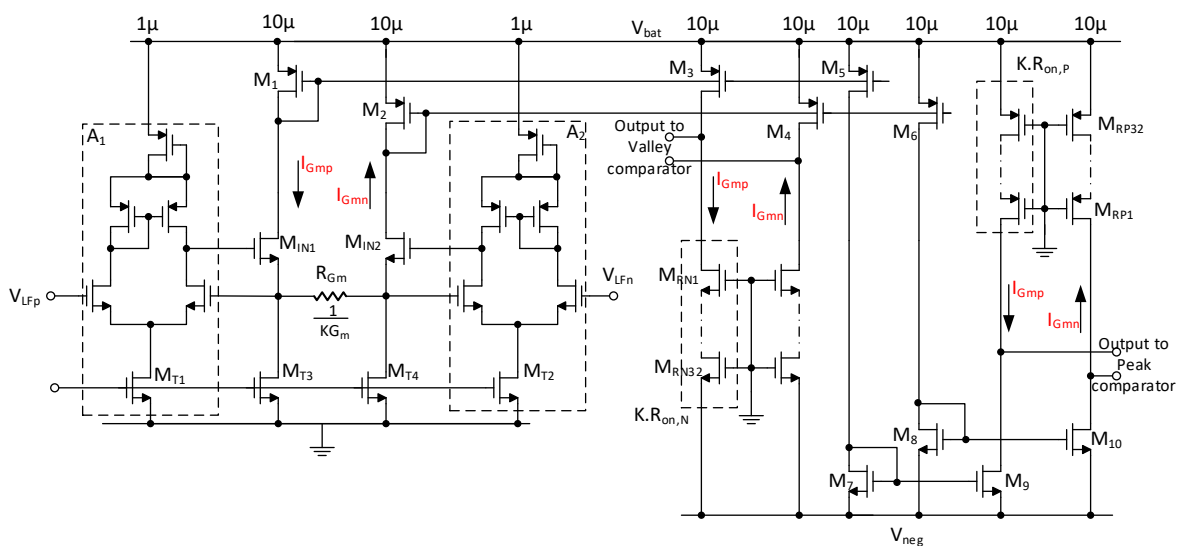 1µ 10µ 10µ 1µ V_bat 10µ 10µ 10µ 10µ 10µ 10µ
M_1 M_3 M_5 K.R_on,P
M_2 M_4 M_6 M_RP32
A_1 A_2
Output to
Valley
comparator
I_Gmp I_Gmn I_Gmp I_Gmn
M_RP1
M_IN1 M_IN2
M_RN1
V_LFp R_Gm V_LFn
1
KG_m
I_Gmp I_Gmn
M_T1 M_T3 M_T4 M_T2 M_RN32
Output to
Peak
comparator
K.R_on,N
M_8 M_10
M_7 M_9
V_neg